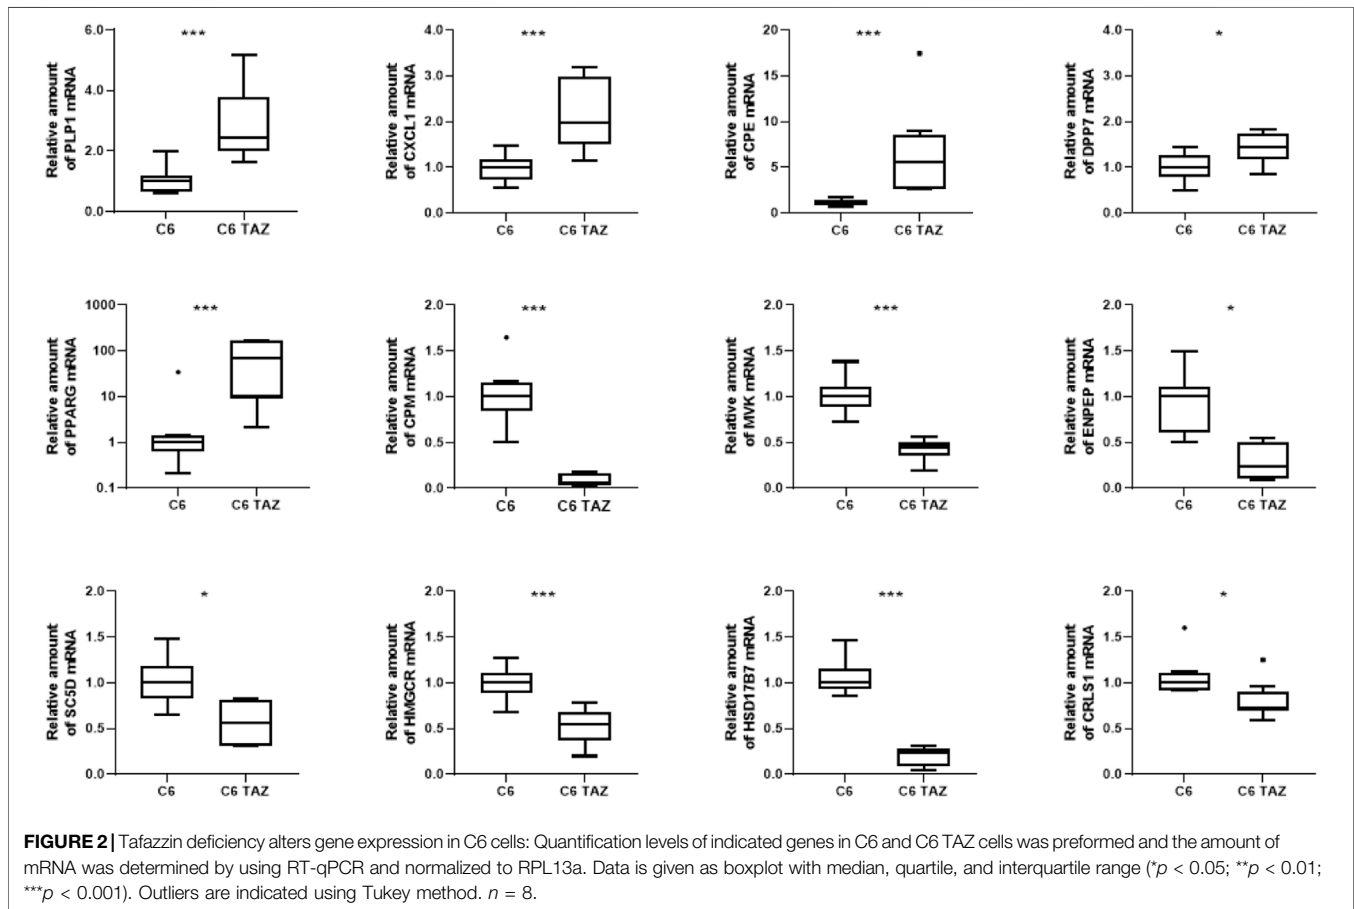 6.0
4.0
2.0
0.0
Relative amount
of PLP1 mRNA
***
C6
C6 TAZ
4.0
3.0
2.0
1.0
0.0
Relative amount
of CXCL1 mRNA
***
C6
C6 TAZ
20
15
10
5
0
Relative amount
of CPE mRNA
***
C6
C6 TAZ
4.0
3.0
2.0
1.0
0.0
Relative amount
of DPP7 mRNA
*
C6
C6 TAZ
1000
100
10
1
0.1
Relative amount
of PPARG mRNA
***
C6
C6 TAZ
2.0
1.5
1.0
0.5
0.0
Relative amount
of CPM mRNA
***
C6
C6 TAZ
2.0
1.5
1.0
0.5
0.0
Relative amount
of MVK mRNA
***
C6
C6 TAZ
2.0
1.5
1.0
0.5
0.0
Relative amount
of ENPEP mRNA
*
C6
C6 TAZ
2.0
1.5
1.0
0.5
0.0
Relative amount
of SC5D mRNA
*
C6
C6 TAZ
2.0
1.5
1.0
0.5
0.0
Relative amount
of HMGCR mRNA
***
C6
C6 TAZ
2.0
1.5
1.0
0.5
0.0
Relative amount
of HSD17B7 mRNA
***
C6
C6 TAZ
2.0
1.5
1.0
0.5
0.0
Relative amount
of CRLS1 mRNA
*
C6
C6 TAZ
FIGURE 2 | Tafazzin deficiency alters gene expression in C6 cells: Quantification levels of indicated genes in C6 and C6 TAZ cells was preformed and the amount of
mRNA was determined by using RT-qPCR and normalized to RPL13a. Data is given as boxplot with median, quartile, and interquartile range (*p < 0.05; **p < 0.01;
***p < 0.001). Outliers are indicated using Tukey method. n = 8.